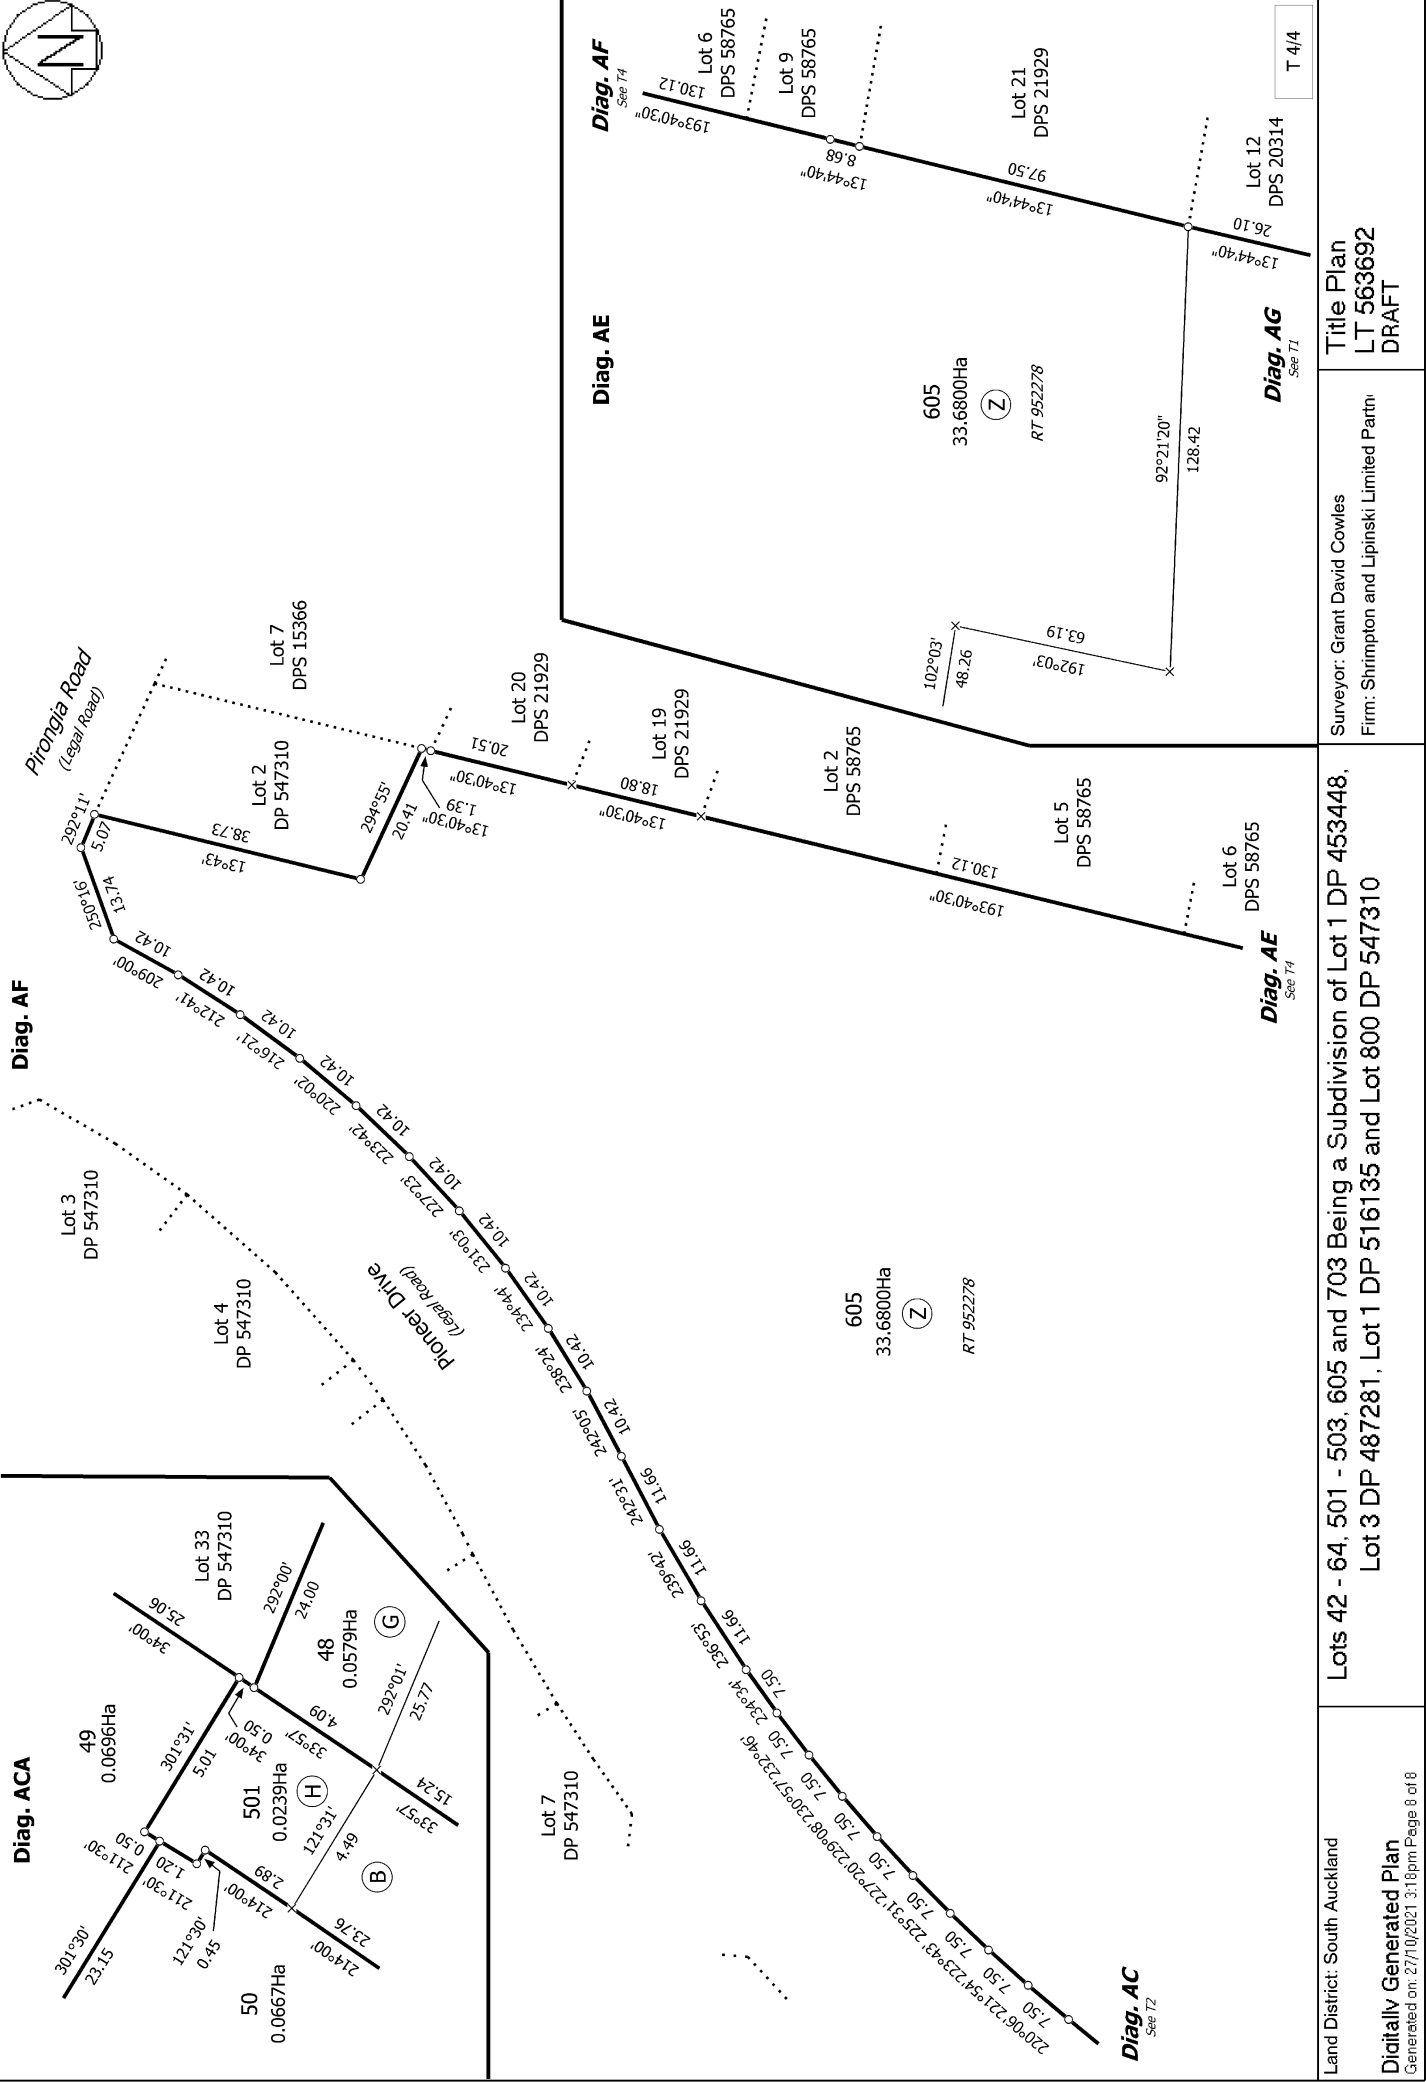 Diag. ACA
49
0.0696Ha
Lot 33
DP 547310
34°00'
25.06
292°00'
24.00
301°31'
5.01
0.50
34°00'
33°57'
4.09
48
0.0579Ha
G
292°01'
25.77
501
0.0239Ha
H
121°31'
4.49
33°57'
15.24
B
211°30'
0.50
211°30'
1.20
301°30'
23.15
121°30'
0.45
214°00'
2.89
214°00'
23.76
50
0.0667Ha
Diag. AF
Lot 3
DP 547310
Lot 4
DP 547310
Lot 7
DP 547310
Pioneer Drive
(Legal Road)
Pirongia Road
(Legal Road)
292°11'
5.07
250°16'
13.74
209°00'
10.42
212°41'
10.42
216°21'
10.42
220°02'
10.42
223°42'
10.42
227°23'
10.42
231°03'
10.42
234°44'
10.42
238°24'
10.42
242°05'
10.42
242°31'
11.66
239°42'
11.66
236°53'
11.66
234°34'
7.50
232°46'
7.50
230°57'
7.50
229°08'
7.50
227°20'
7.50
225°31'
7.50
223°43'
7.50
221°54'
7.50
220°06'
7.50
Diag. AC
See T2
Lot 2
DP 547310
13°43'
38.73
294°55'
20.41
1.39
13°40'30"
Lot 7
DPS 15366
Lot 20
DPS 21929
13°40'30"
20.51
Lot 19
DPS 21929
13°40'30"
18.80
Lot 2
DPS 58765
193°40'30"
130.12
Lot 5
DPS 58765
Lot 6
DPS 58765
Diag. AE
See T4
605
33.6800Ha
Z
RT 952278
Diag. AE
Diag. AF
See T4
193°40'30"
130.12
Lot 6
DPS 58765
Lot 9
DPS 58765
13°44'40"
8.68
Lot 21
DPS 21929
13°44'40"
97.50
Lot 12
DPS 20314
13°44'40"
26.10
605
33.6800Ha
Z
RT 952278
102°03'
48.26
192°03'
63.19
92°21'20"
128.42
Diag. AG
See T1
T 4/4
N
Land District: South Auckland
Digitally Generated Plan
Generated on: 27/10/2021 3:18pm Page 8 of 8
Lots 42 - 64, 501 - 503, 605 and 703 Being a Subdivision of Lot 1 DP 453448,
Lot 3 DP 487281, Lot 1 DP 516135 and Lot 800 DP 547310
Surveyor: Grant David Cowles
Firm: Shrimpton and Lipinski Limited Partn
Title Plan
LT 563692
DRAFT